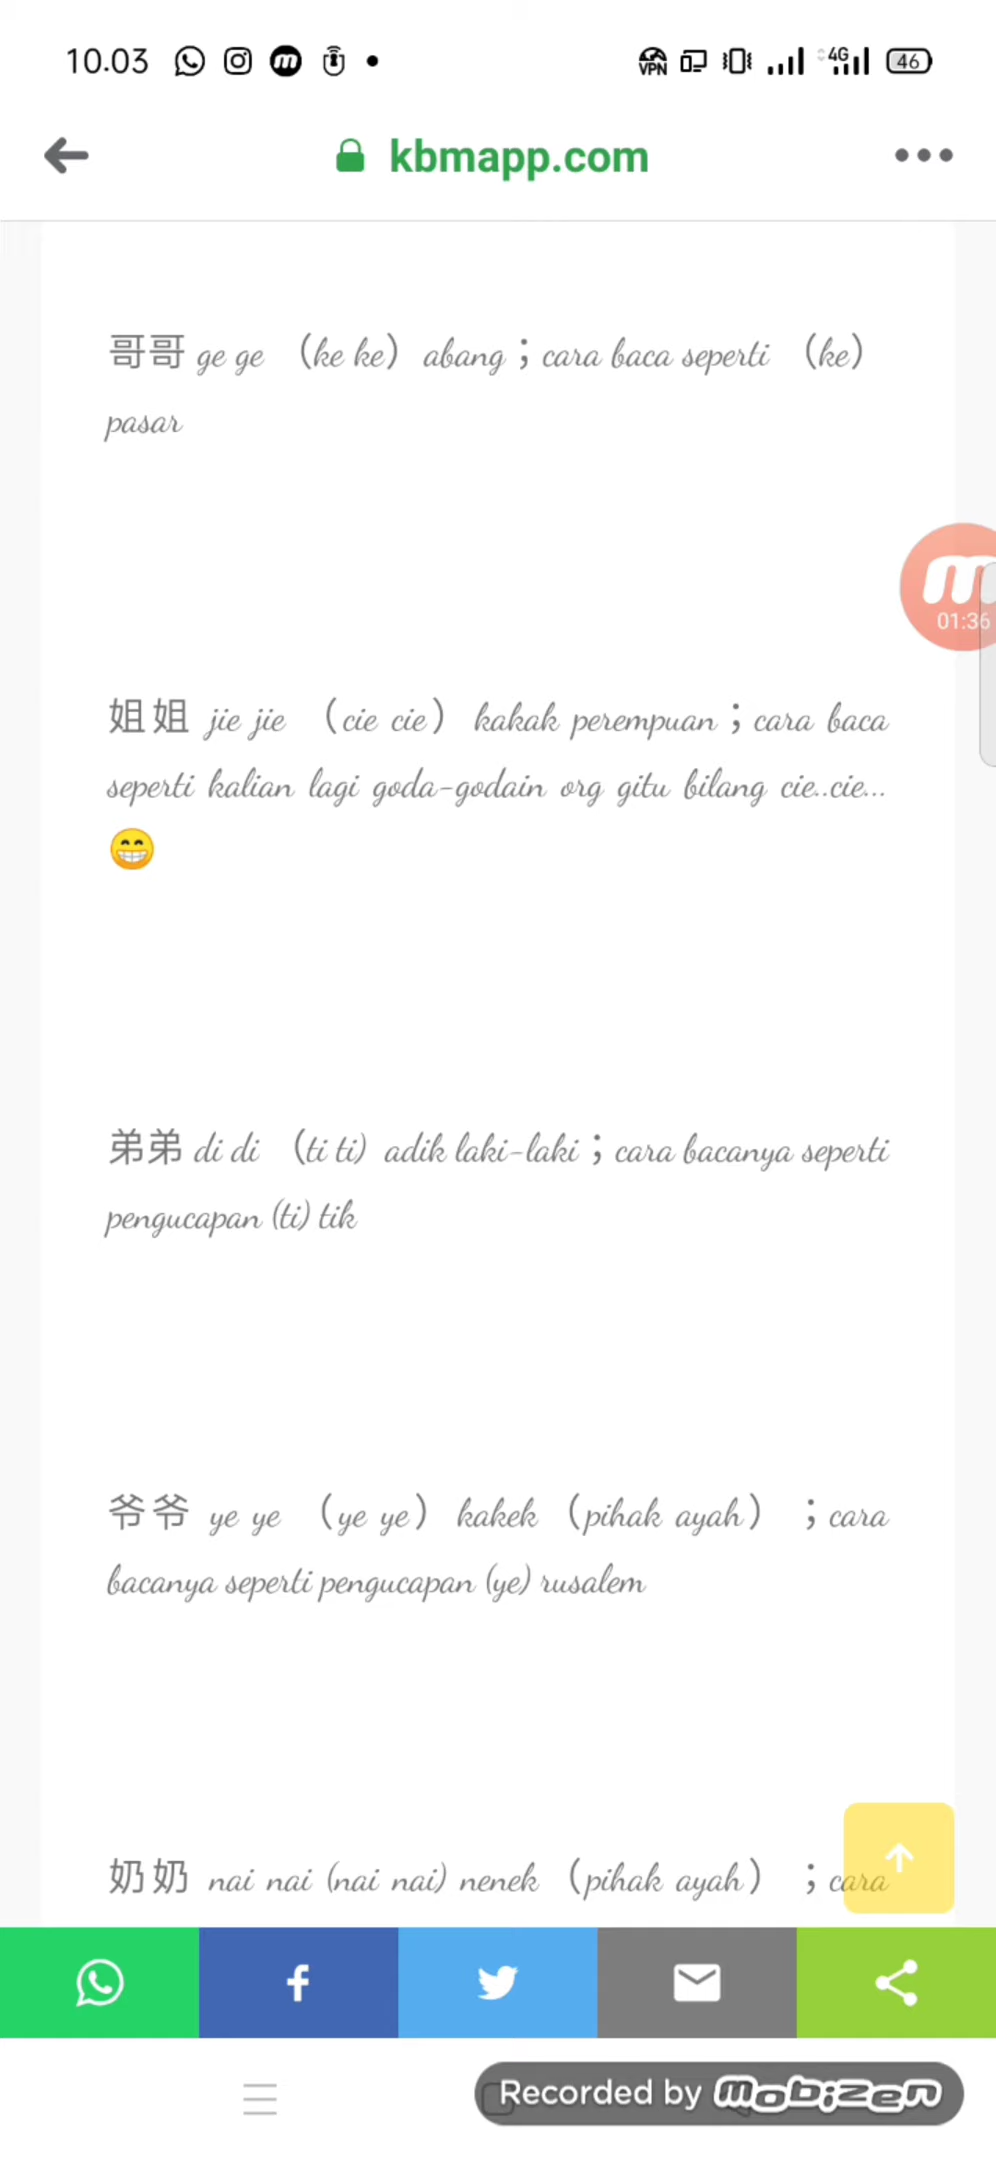 10.03
VPN 4G 46
kbmapp.com
哥哥 ge ge （ke ke）abang；cara baca seperti （ke）
pasar
01:36
姐姐 jie jie （cie cie） kakak perempuan；cara baca
seperti kalian lagi goda-godain org gitu bilang cie..cie...
😁
弟弟 di di （ti ti) adik laki-laki；cara bacanya seperti
pengucapan (ti) tik
爷爷 ye ye （ye ye） kakek （pihak ayah） ；cara
bacanya seperti pengucapan (ye) rusalem
奶奶 nai nai (nai nai) nenek （pihak ayah） ；cara
Recorded by mobizen